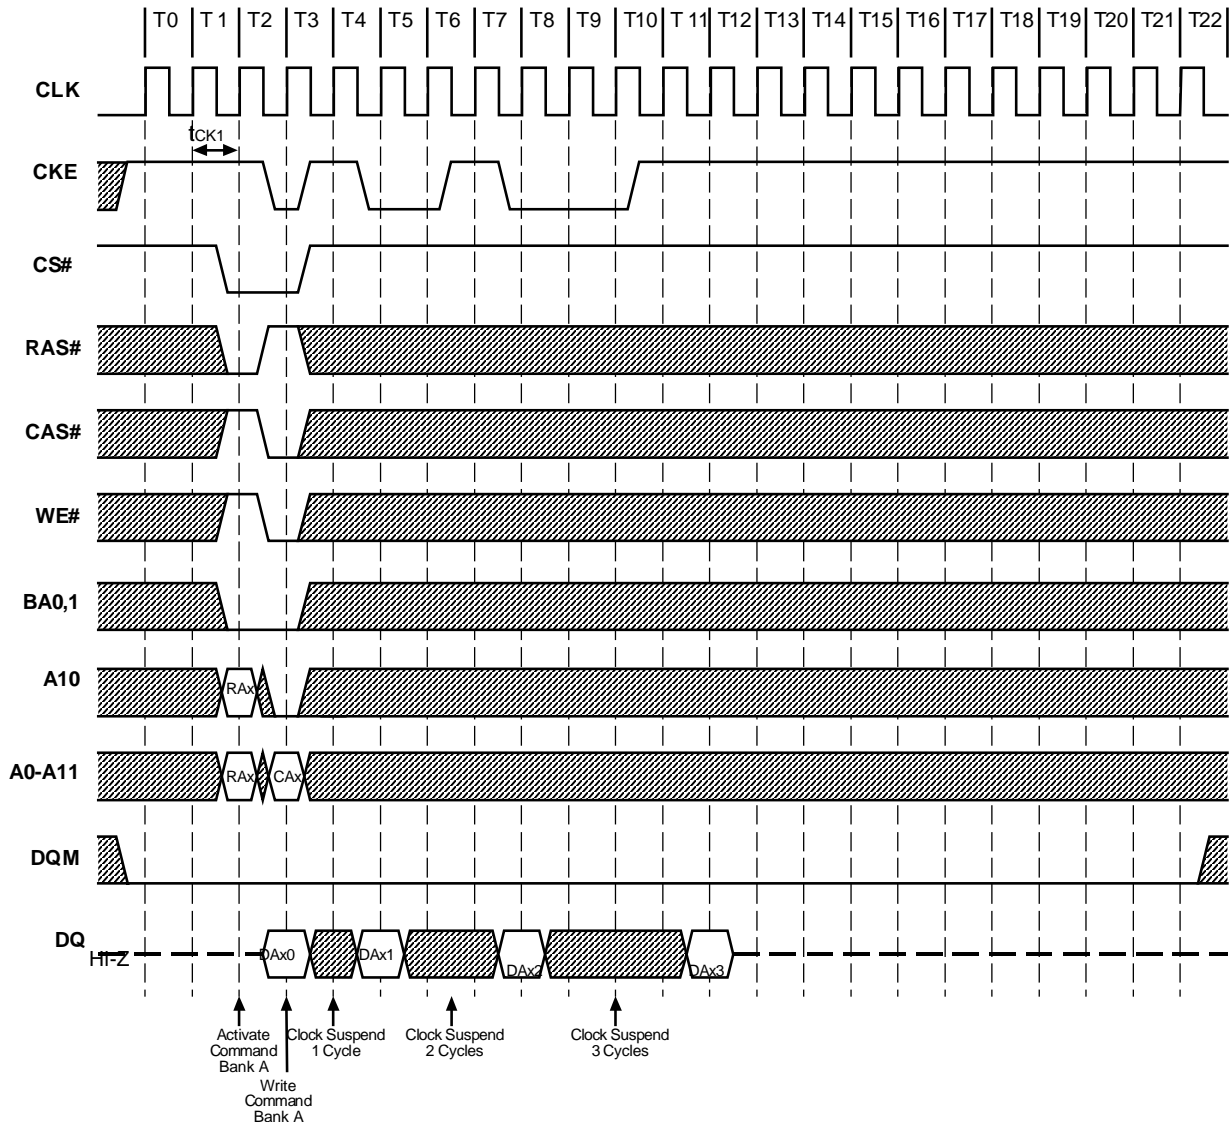 T0 T 1 T2 T3 T4 T5 T6 T7 T8 T9 T10 T 11 T12 T13 T14 T15 T16 T17 T18 T19 T20 T21 T22
CLK
tCK1
CKE
CS#
RAS#
CAS#
WE#
BA0,1
A10
RAx
A0-A11
RAx CAx
DQM
DQ
HI-Z
DAx0 DAx1 DAx2 DAx3
Activate
Command
Bank A
Write
Command
Bank A
Clock Suspend
1 Cycle
Clock Suspend
2 Cycles
Clock Suspend
3 Cycles